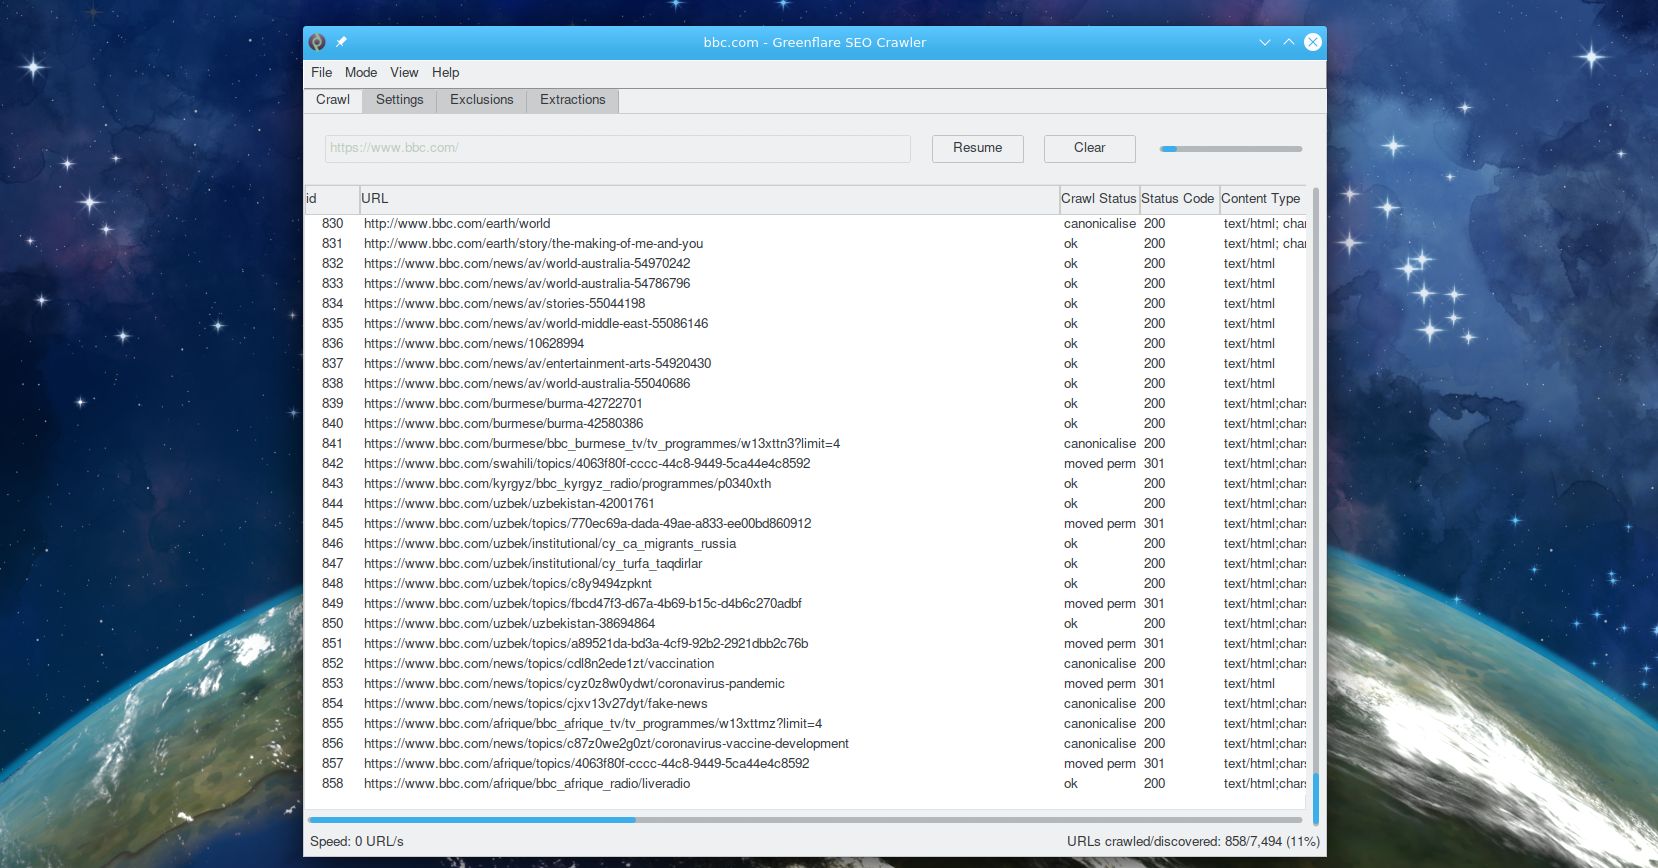 bbc.com - Greenflare SEO Crawler
File Mode View Help
Crawl Settings Exclusions Extractions
https://www.bbc.com/ Resume Clear
id URL Crawl Status Status Code Content Type
830 http://www.bbc.com/earth/world canonicalise 200 text/html; char
831 http://www.bbc.com/earth/story/the-making-of-me-and-you ok 200 text/html; char
832 https://www.bbc.com/news/av/world-australia-54970242 ok 200 text/html
833 https://www.bbc.com/news/av/world-australia-54786796 ok 200 text/html
834 https://www.bbc.com/news/av/stories-55044198 ok 200 text/html
835 https://www.bbc.com/news/av/world-middle-east-55086146 ok 200 text/html
836 https://www.bbc.com/news/10628994 ok 200 text/html
837 https://www.bbc.com/news/av/entertainment-arts-54920430 ok 200 text/html
838 https://www.bbc.com/news/av/world-australia-55040686 ok 200 text/html
839 https://www.bbc.com/burmese/burma-42722701 ok 200 text/html;chars
840 https://www.bbc.com/burmese/burma-42580386 ok 200 text/html;chars
841 https://www.bbc.com/burmese/bbc_burmese_tv/tv_programmes/w13xttn3?limit=4 canonicalise 200 text/html;chars
842 https://www.bbc.com/swahili/topics/4063f80f-cccc-44c8-9449-5ca44e4c8592 moved perm 301 text/html;chars
843 https://www.bbc.com/kyrgyz/bbc_kyrgyz_radio/programmes/p0340xth ok 200 text/html;chars
844 https://www.bbc.com/uzbek/uzbekistan-42001761 ok 200 text/html;chars
845 https://www.bbc.com/uzbek/topics/770ec69a-dada-49ae-a833-ee00bd860912 moved perm 301 text/html;chars
846 https://www.bbc.com/uzbek/institutional/cy_ca_migrants_russia ok 200 text/html;chars
847 https://www.bbc.com/uzbek/institutional/cy_turfa_taqdirlar ok 200 text/html;chars
848 https://www.bbc.com/uzbek/topics/c8y9494zpknt ok 200 text/html;chars
849 https://www.bbc.com/uzbek/topics/fbcd47f3-d67a-4b69-b15c-d4b6c270adbf moved perm 301 text/html;chars
850 https://www.bbc.com/uzbek/uzbekistan-38694864 ok 200 text/html;chars
851 https://www.bbc.com/uzbek/topics/a89521da-bd3a-4cf9-92b2-2921dbb2c76b moved perm 301 text/html;chars
852 https://www.bbc.com/news/topics/cdl8n2ede1zt/vaccination canonicalise 200 text/html;chars
853 https://www.bbc.com/news/topics/cyz0z8w0ydwt/coronavirus-pandemic moved perm 301 text/html
854 https://www.bbc.com/news/topics/cjxv13v27dyt/fake-news canonicalise 200 text/html;chars
855 https://www.bbc.com/afrique/bbc_afrique_tv/tv_programmes/w13xttmz?limit=4 canonicalise 200 text/html;chars
856 https://www.bbc.com/news/topics/c87z0we2g0zt/coronavirus-vaccine-development canonicalise 200 text/html;chars
857 https://www.bbc.com/afrique/topics/4063f80f-cccc-44c8-9449-5ca44e4c8592 moved perm 301 text/html;chars
858 https://www.bbc.com/afrique/bbc_afrique_radio/liveradio ok 200 text/html;chars
Speed: 0 URL/s URLs crawled/discovered: 858/7,494 (11%)